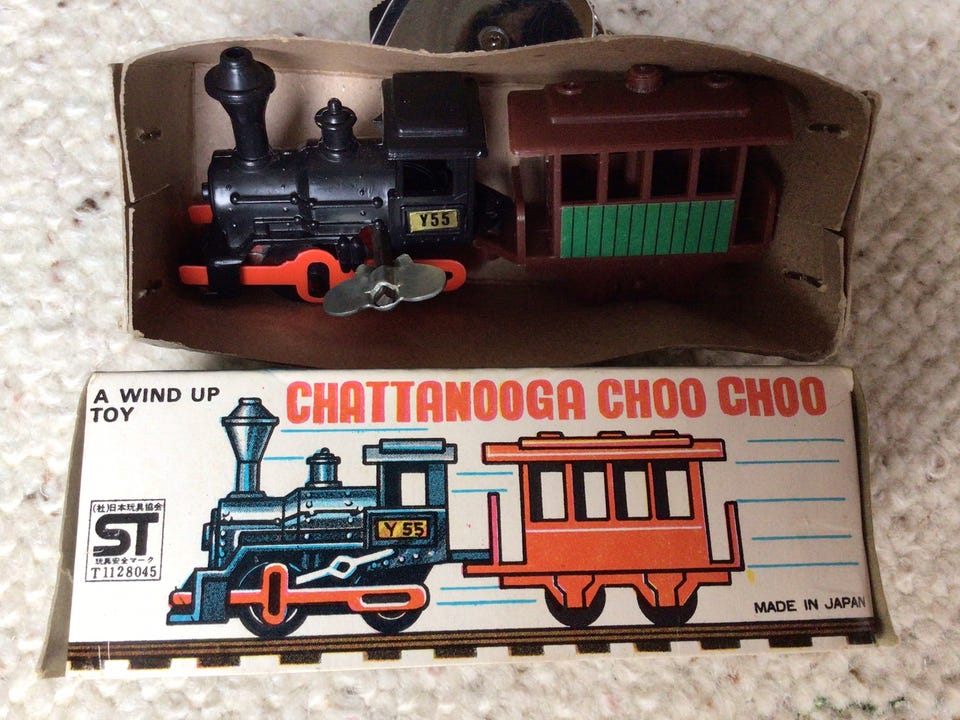 Y55
A WIND UP
TOY
CHATTANOOGA CHOO CHOO
(社)日本玩具協会
ST
玩具安全マーク
T1128045
Y 55
MADE IN JAPAN